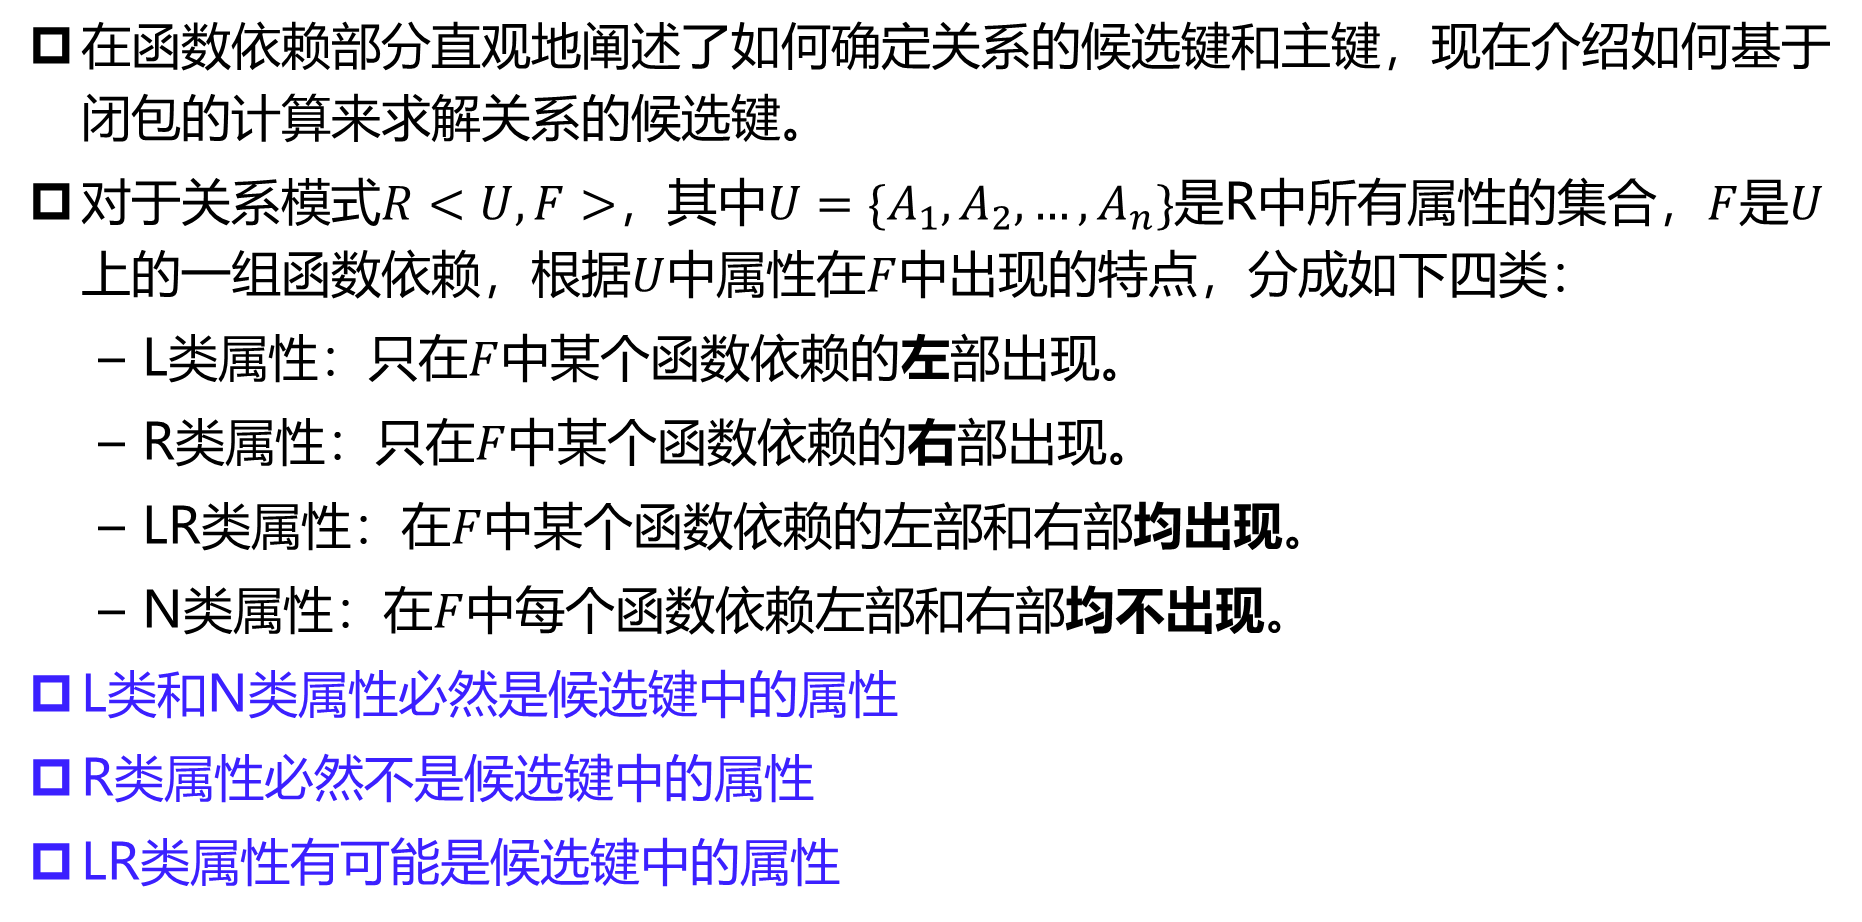 在函数依赖部分直观地阐述了如何确定关系的候选键和主键，现在介绍如何基于
闭包的计算来求解关系的候选键。
对于关系模式R < U, F >，其中U = {A₁, A₂, … , Aₙ}是R中所有属性的集合，F是U
上的一组函数依赖，根据U中属性在F中出现的特点，分成如下四类：
– L类属性：只在F中某个函数依赖的左部出现。
– R类属性：只在F中某个函数依赖的右部出现。
– LR类属性：在F中某个函数依赖的左部和右部均出现。
– N类属性：在F中每个函数依赖左部和右部均不出现。
L类和N类属性必然是候选键中的属性
R类属性必然不是候选键中的属性
LR类属性有可能是候选键中的属性